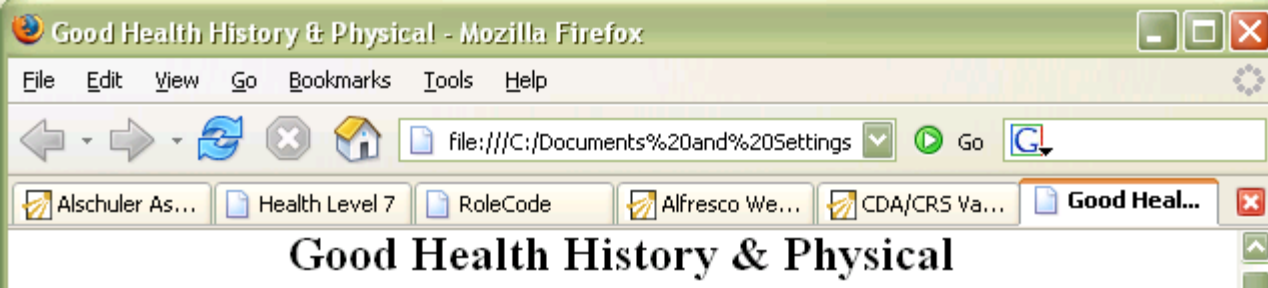 Good Health History & Physical - Mozilla Firefox
File Edit View Go Bookmarks Tools Help
file:///C:/Documents%20and%20Settings Go G
Alschuler As... Health Level 7 RoleCode Alfresco We... CDA/CRS Va... Good Heal...
Good Health History & Physical